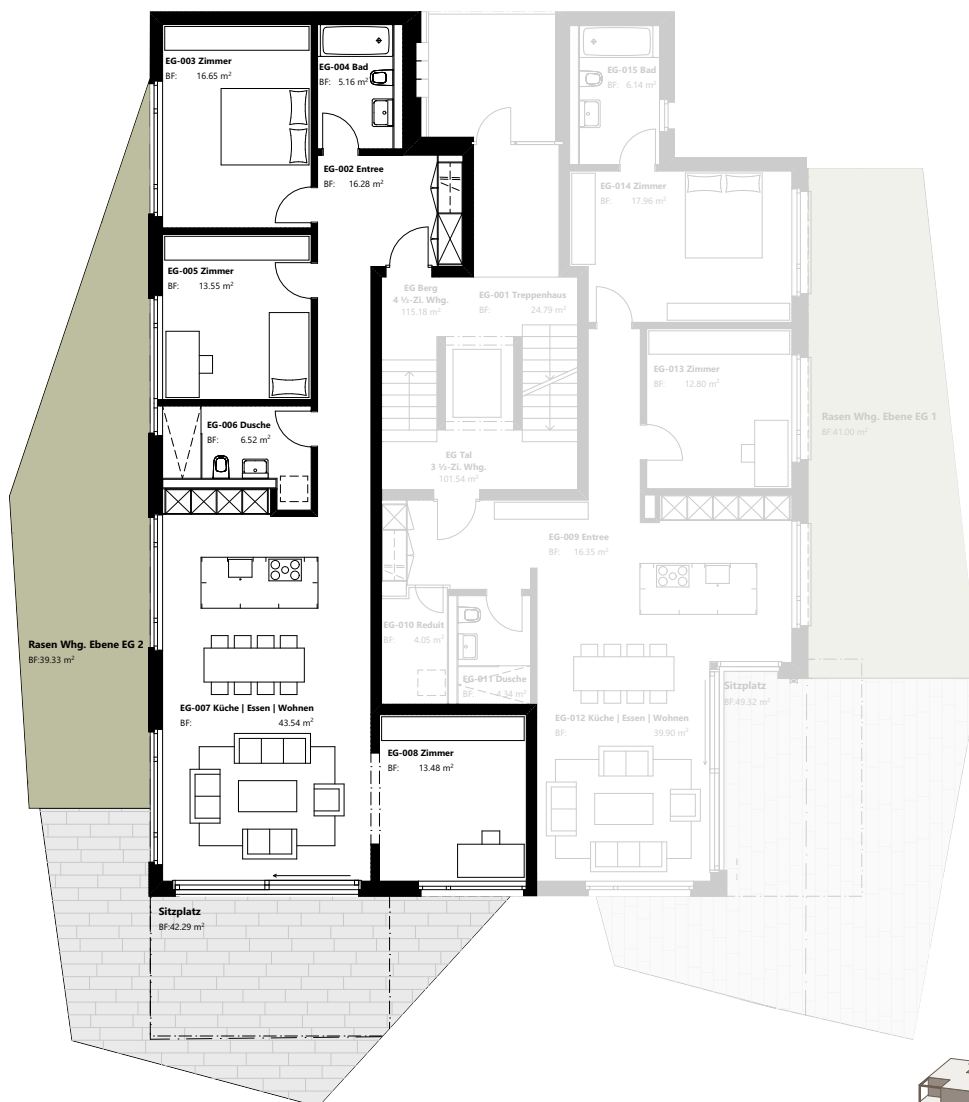 EG-003 Zimmer
BF: 16.65 m²
EG-004 Bad
BF: 5.16 m²
EG-015 Bad
BF: 6.14 m²
EG-002 Entree
BF: 16.28 m²
EG-014 Zimmer
BF: 17.96 m²
EG-005 Zimmer
BF: 13.55 m²
EG Berg
4 ½-Zi. Whg.
115.18 m²
EG-001 Treppenhaus
BF: 24.79 m²
EG-013 Zimmer
BF: 12.80 m²
Rasen Whg. Ebene EG 1
BF:41.00 m²
EG-006 Dusche
BF: 6.52 m²
EG Tal
3 ½-Zi. Whg.
101.54 m²
EG-009 Entree
BF: 16.35 m²
EG-010 Reduit
BF: 4.05 m²
Rasen Whg. Ebene EG 2
BF:39.33 m²
EG-011 Dusche
BF: 4.34 m²
Sitzplatz
BF:49.32 m²
EG-007 Küche | Essen | Wohnen
BF: 43.54 m²
EG-012 Küche | Essen | Wohnen
BF: 39.90 m²
EG-008 Zimmer
BF: 13.48 m²
Sitzplatz
BF:42.29 m²